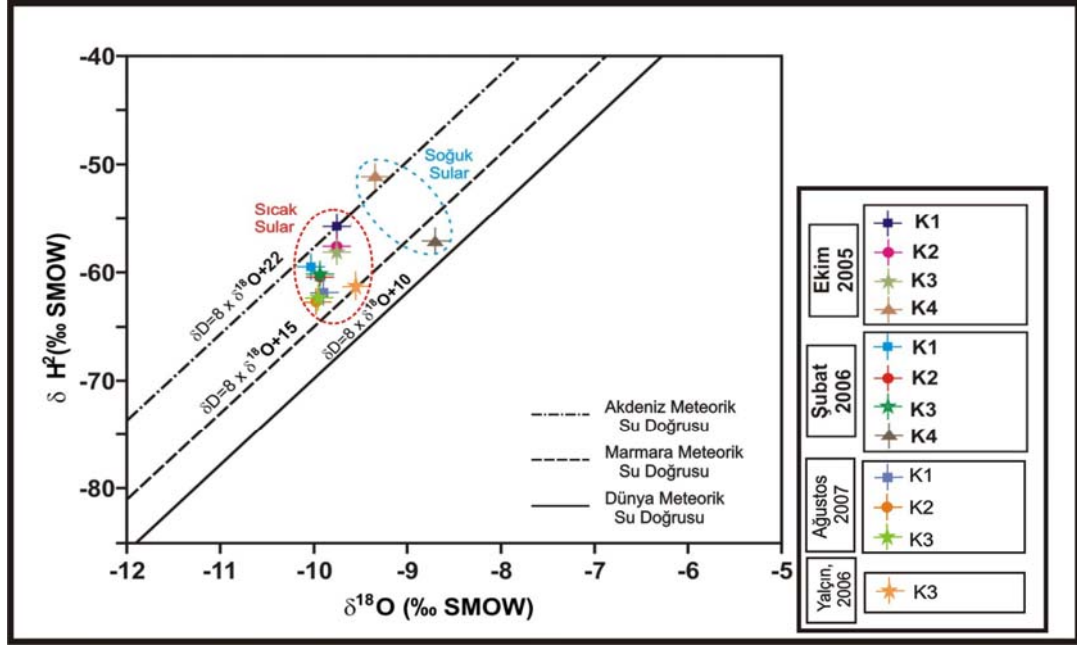 -40
-50
-60
-70
-80
δ H²(‰ SMOW)
-12
-11
-10
-9
-8
-7
-6
-5
δ¹⁸O (‰ SMOW)
Soğuk
Sular
Sıcak
Sular
δD=8 x δ¹⁸O+22
δD=8 x δ¹⁸O+15
δD=8 x δ¹⁸O+10
Akdeniz Meteorik
Su Doğrusu
Marmara Meteorik
Su Doğrusu
Dünya Meteorik
Su Doğrusu
Ekim
2005
K1
K2
K3
K4
Şubat
2006
K1
K2
K3
K4
Ağustos
2007
K1
K2
K3
Yalçın,
2006
K3